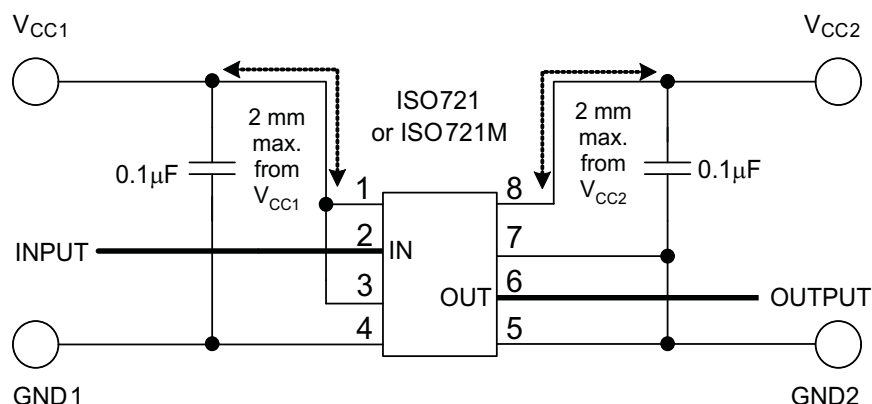 VCC1
VCC2
ISO721
or ISO721M
2 mm
max.
from
VCC1
2 mm
max.
from
VCC2
0.1μF
0.1μF
1
8
INPUT
2
IN
7
3
OUT
6
OUTPUT
4
5
GND1
GND2